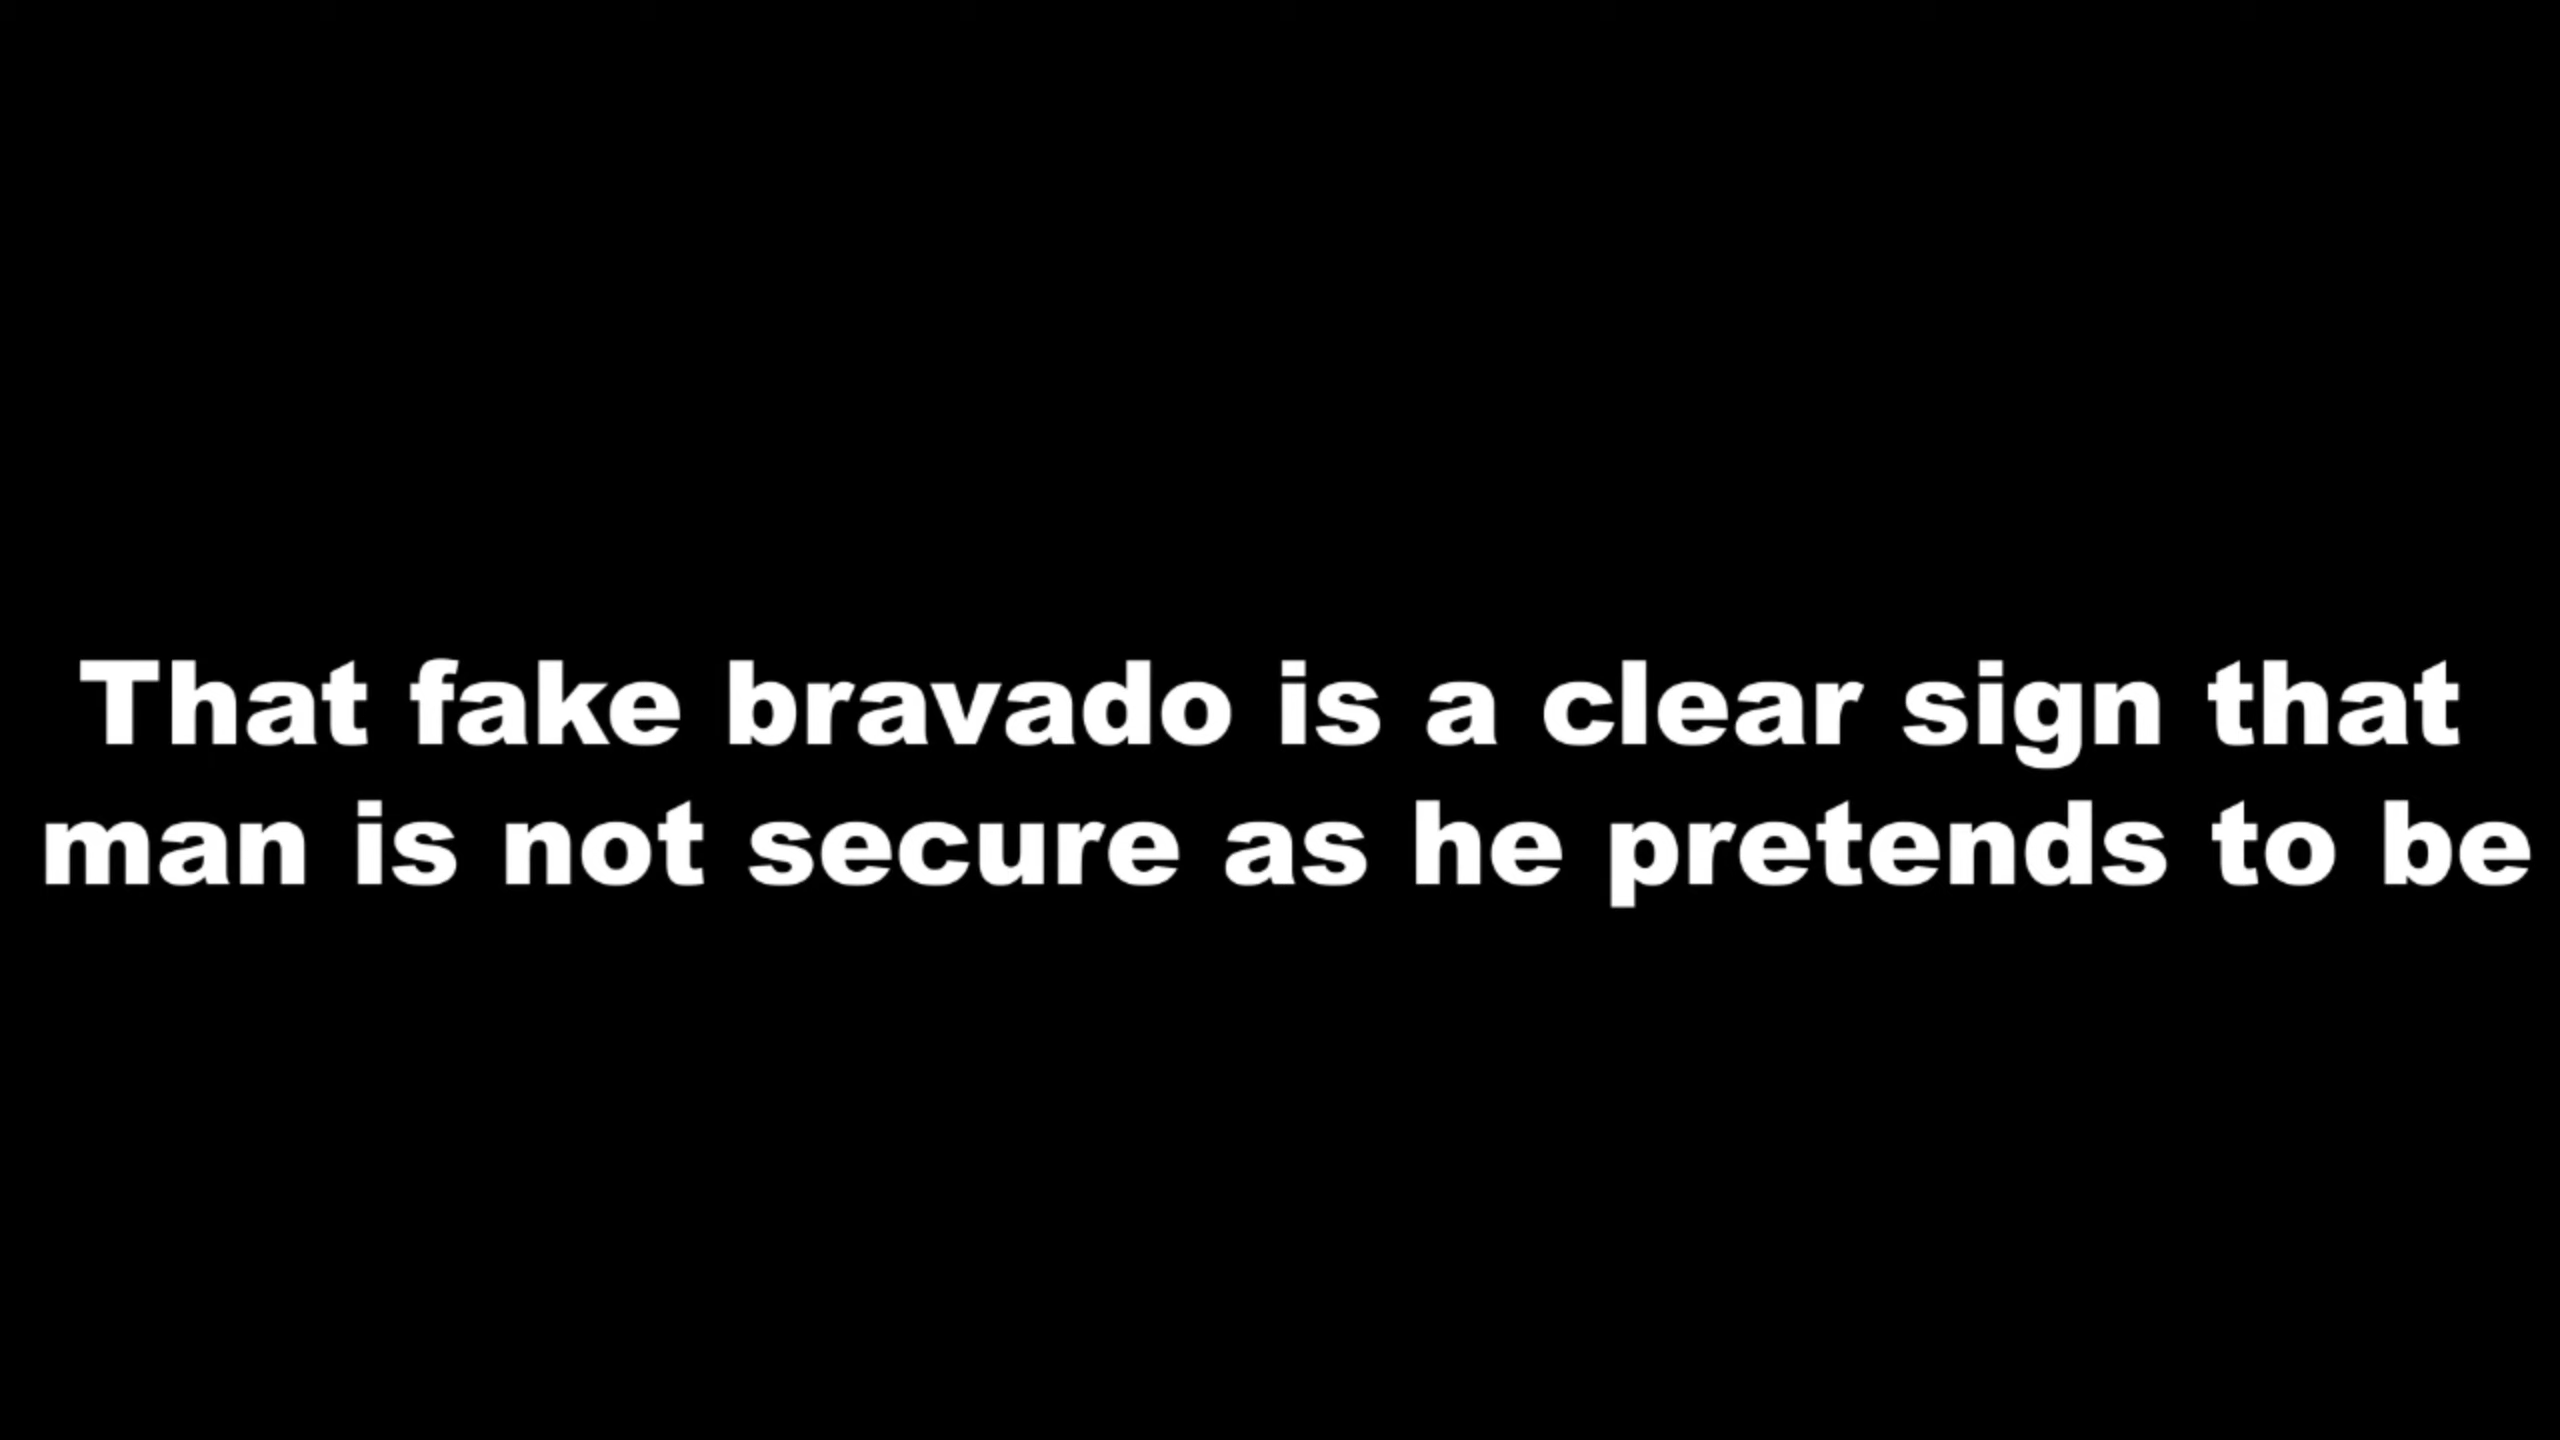 That fake bravado is a clear sign that
man is not secure as he pretends to be